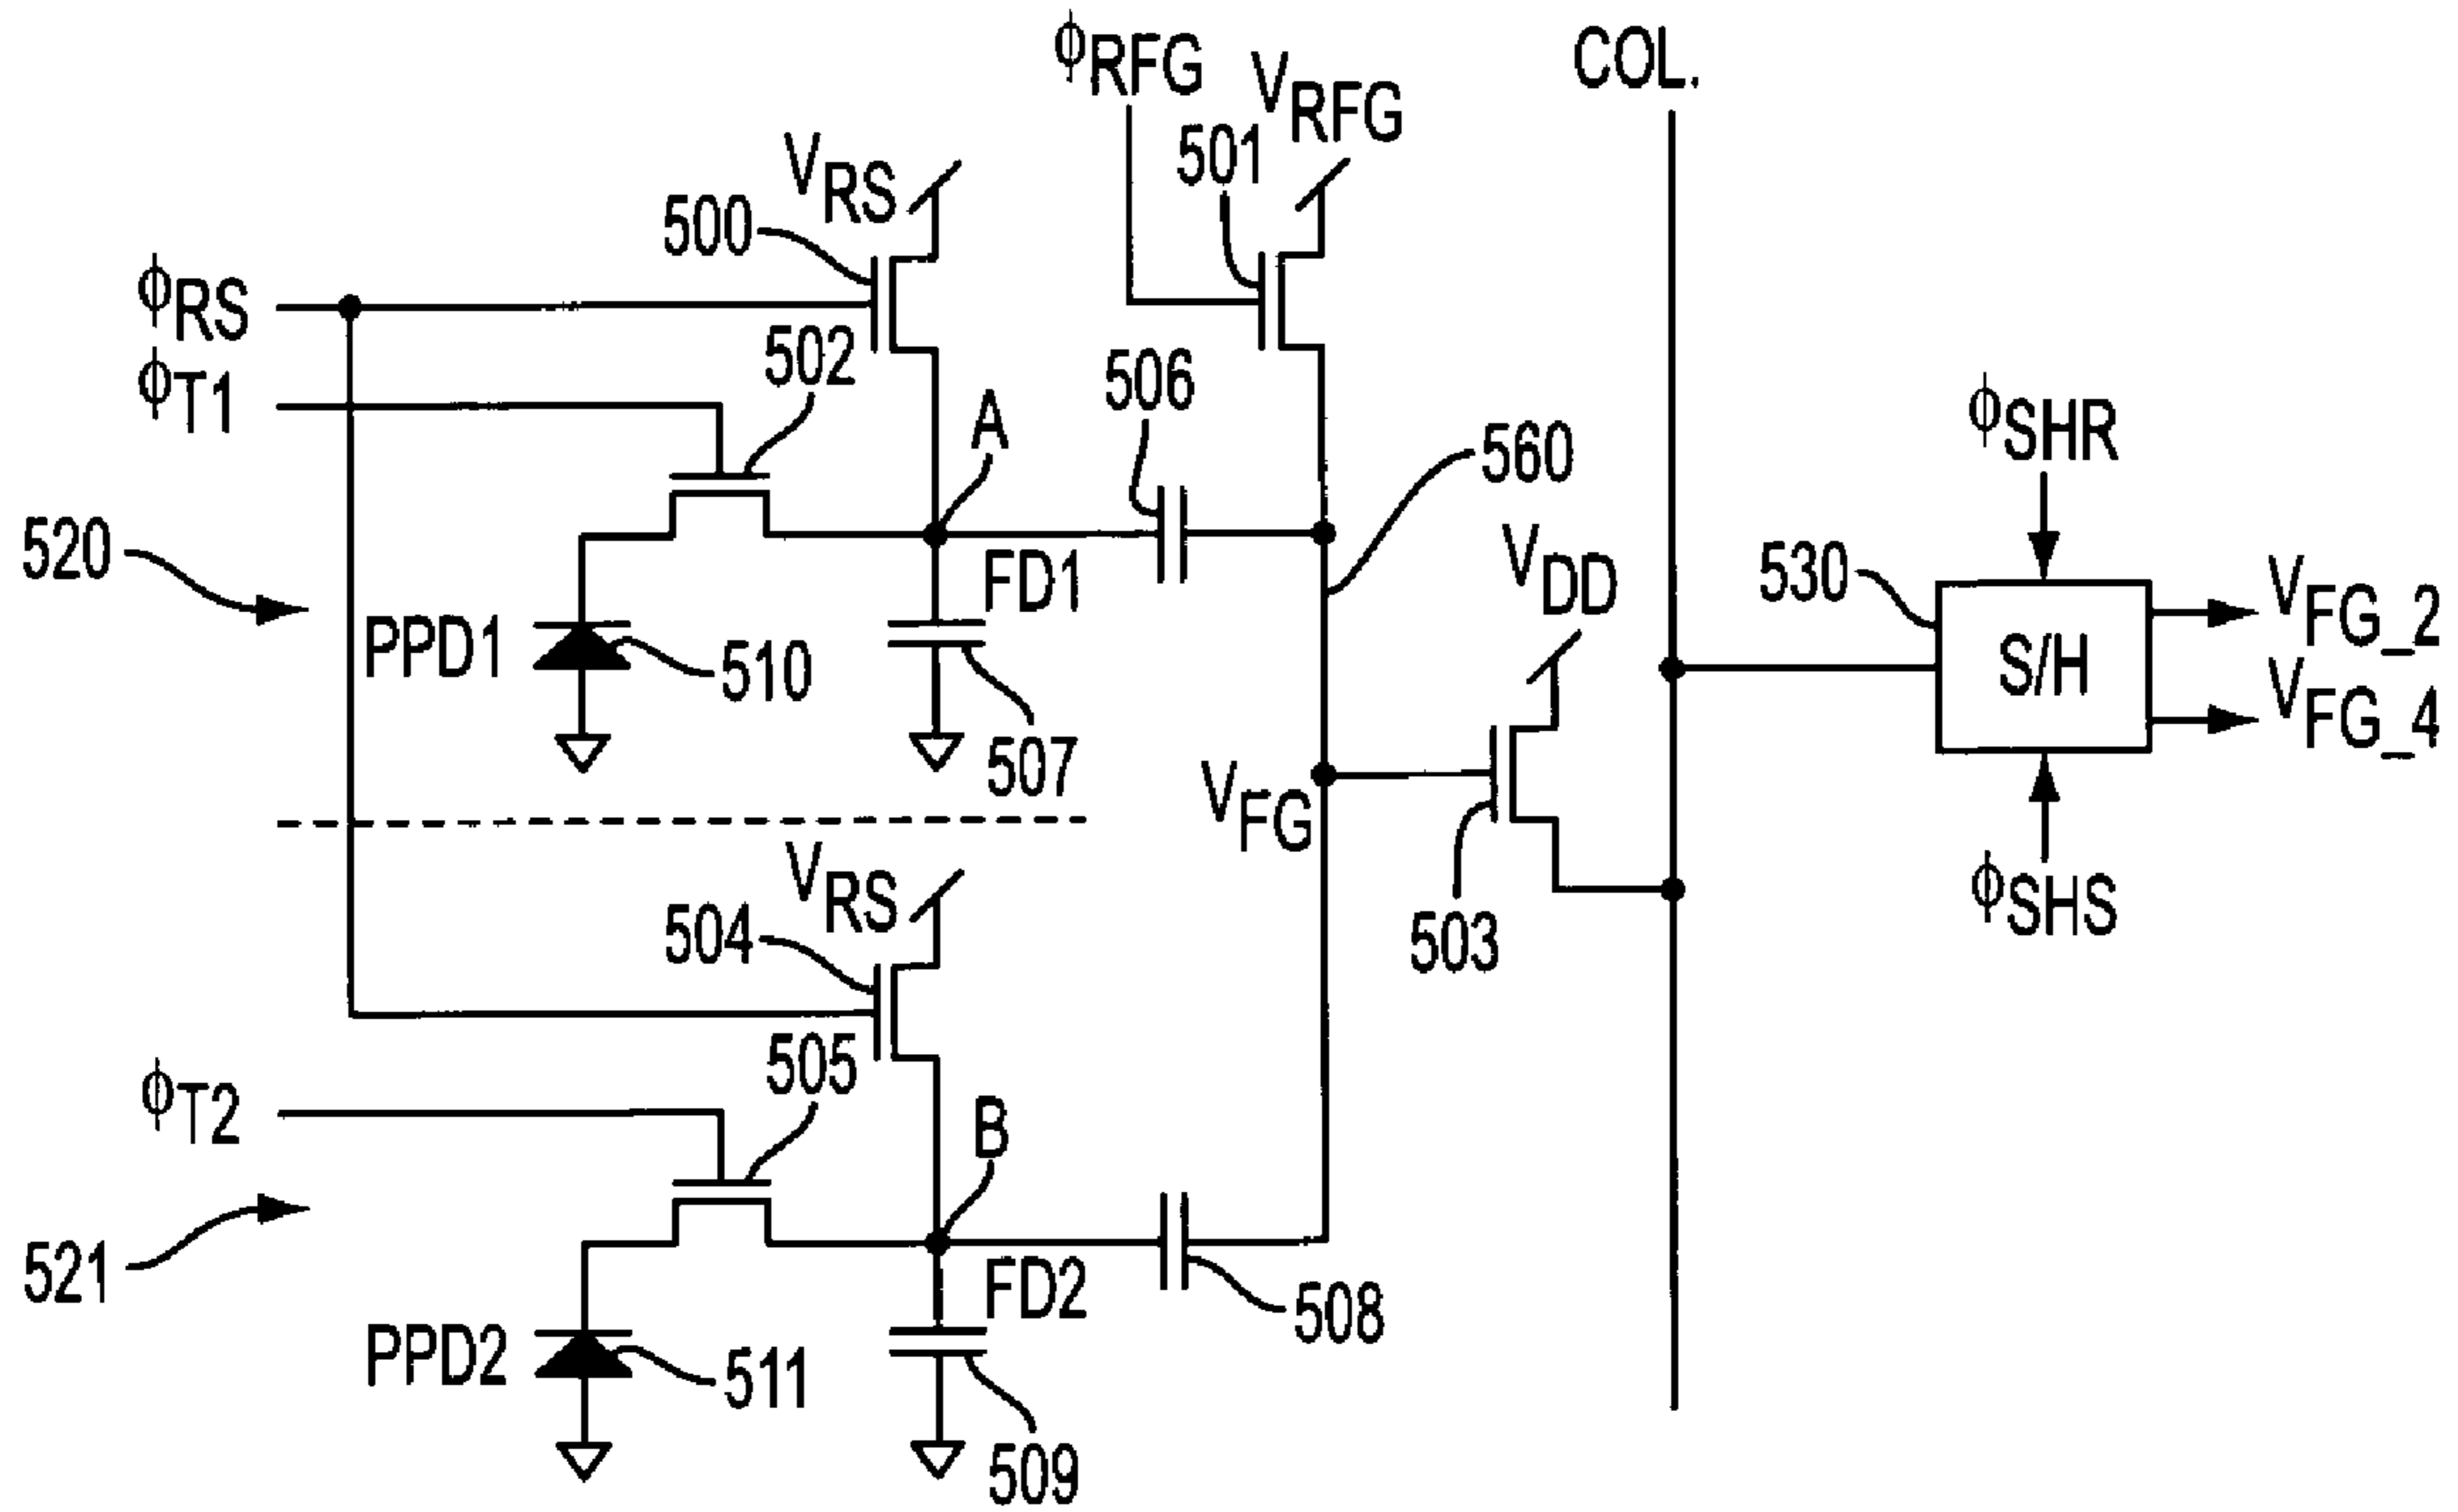 ϕRFG
VRFG
COL.
501
VRS
500
ϕRS
502
ϕT1
506
A
560
ϕSHR
520
VDD
530
FD1
PPD1
510
S/H
VFG_2
VFG_4
507
VFG
503
ϕSHS
VRS
504
505
ϕT2
B
521
FD2
508
PPD2
511
509